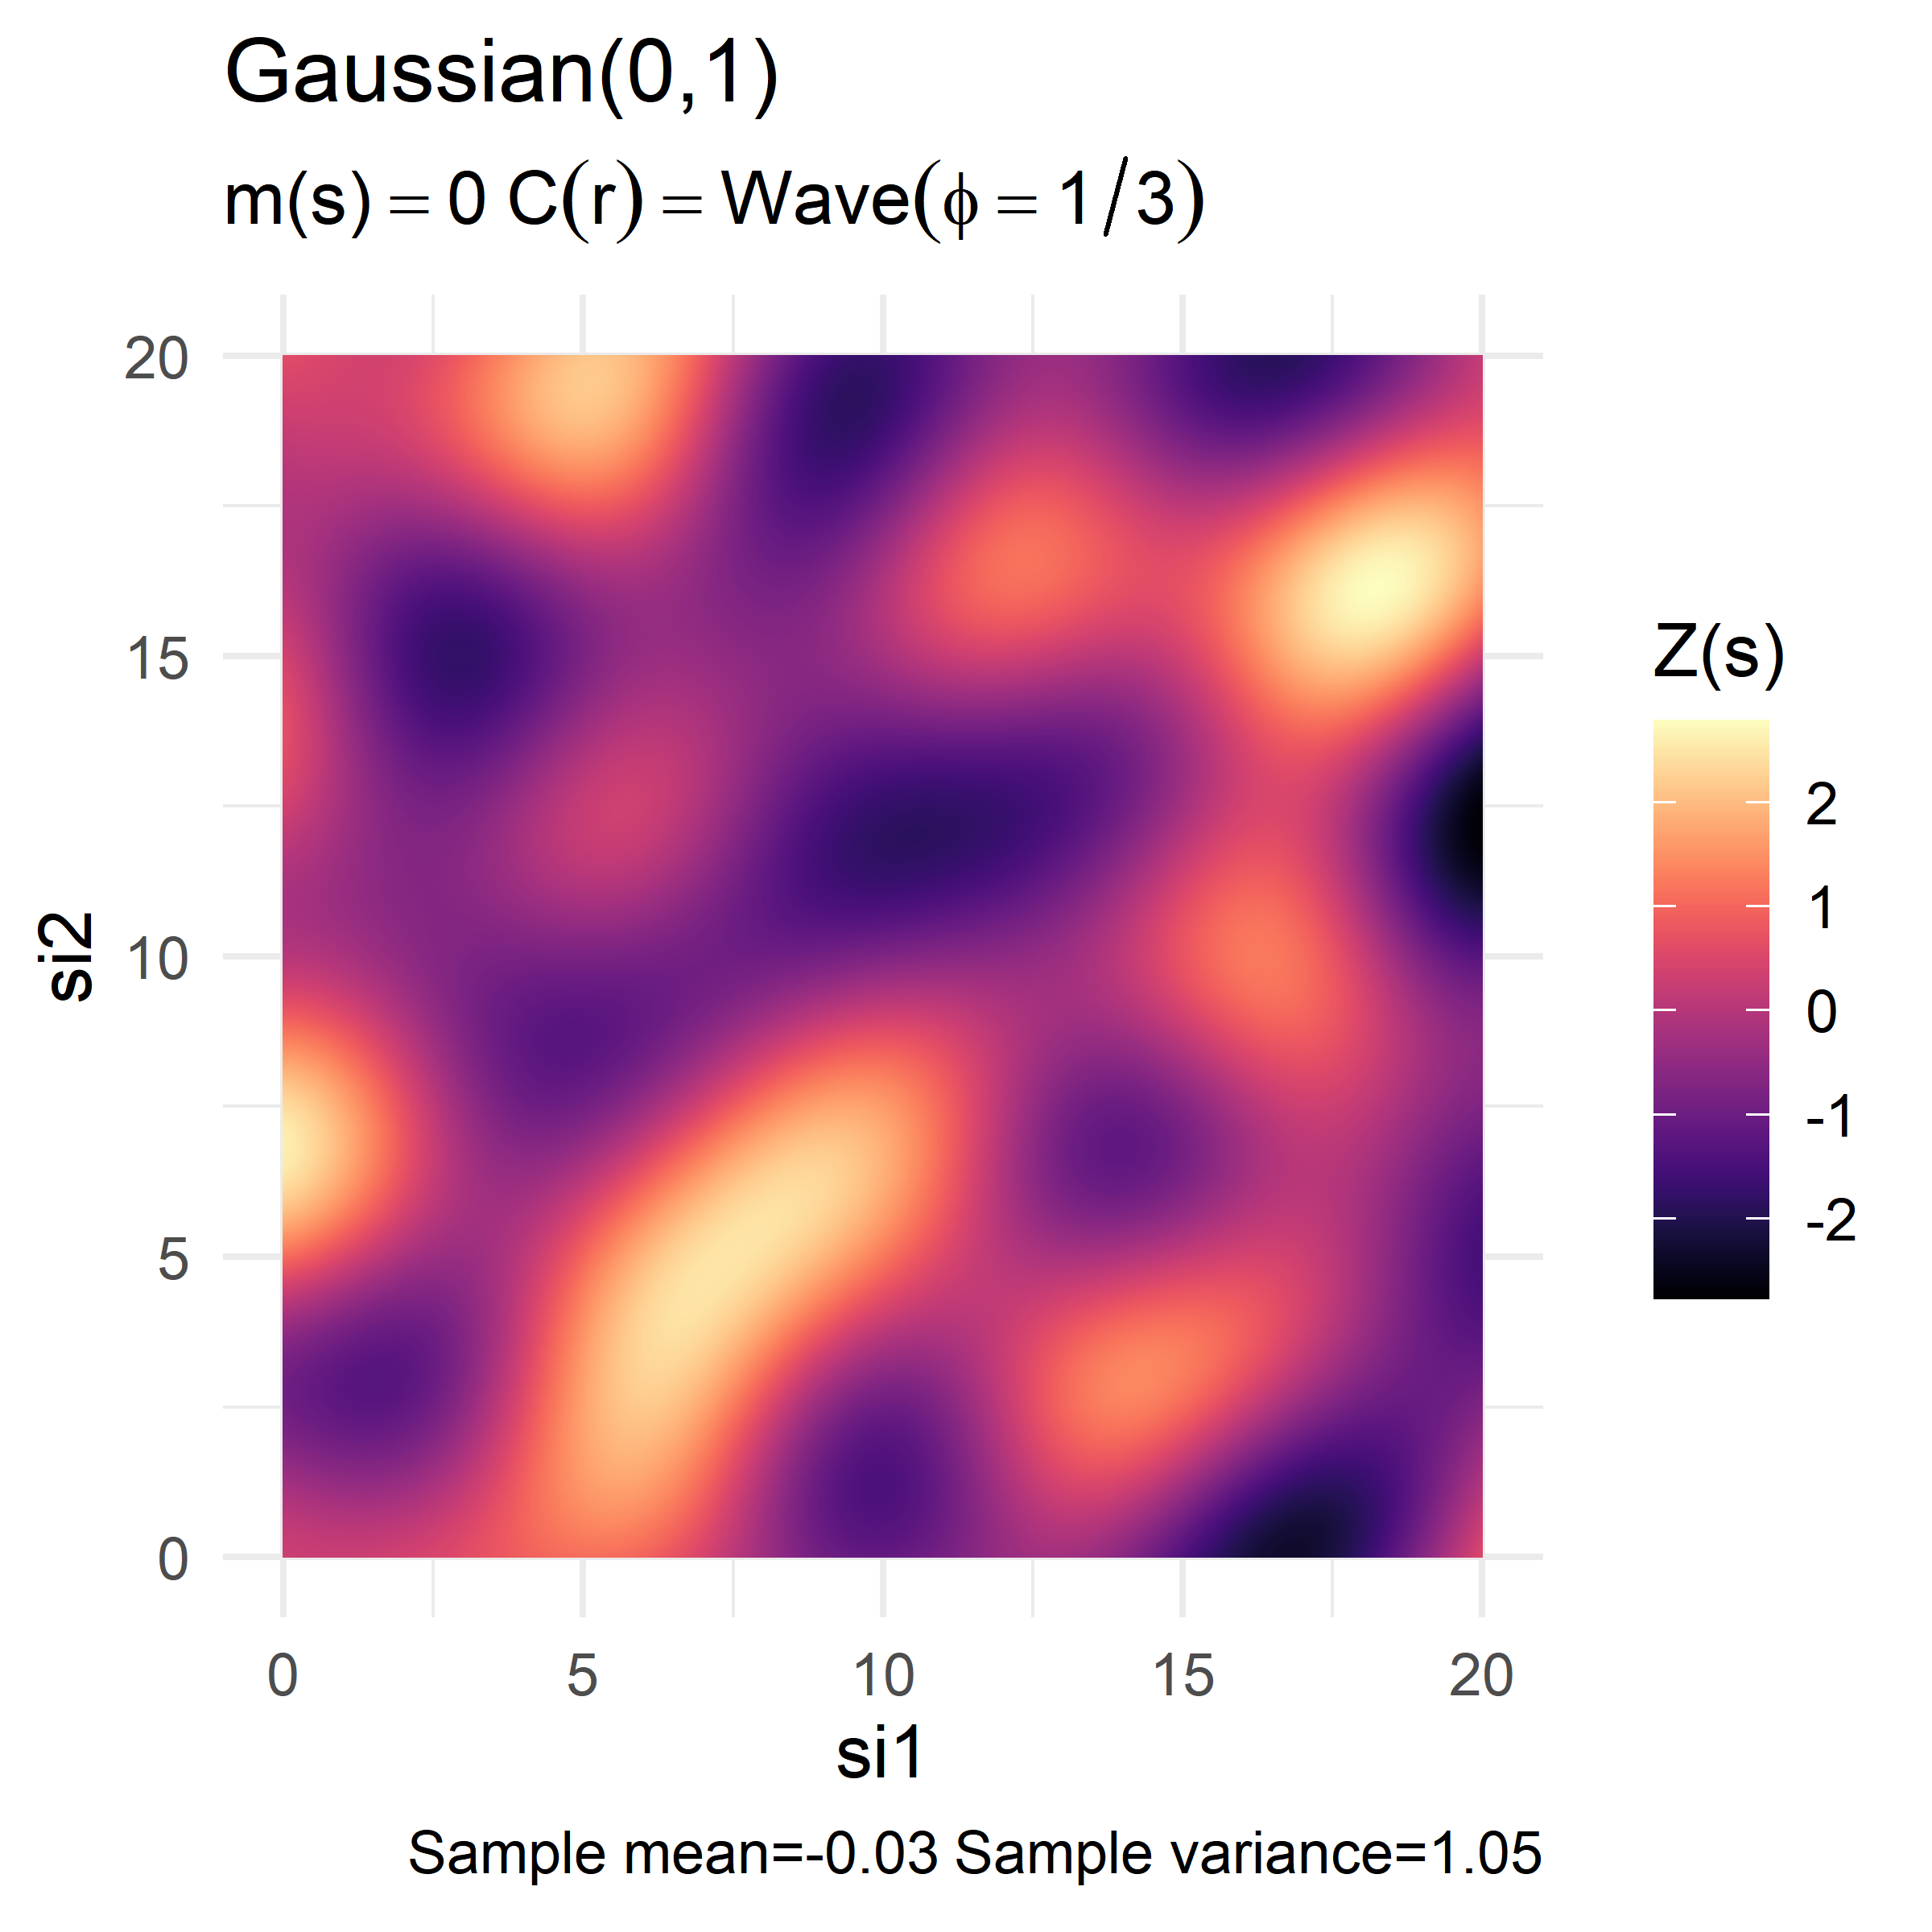 Gaussian(0,1)
m(s) = 0 C(r) = Wave(ϕ = 1/3)
20
15
10
5
0
si2
0 5 10 15 20
si1
Z(s)
2
1
0
-1
-2
Sample mean=-0.03 Sample variance=1.05